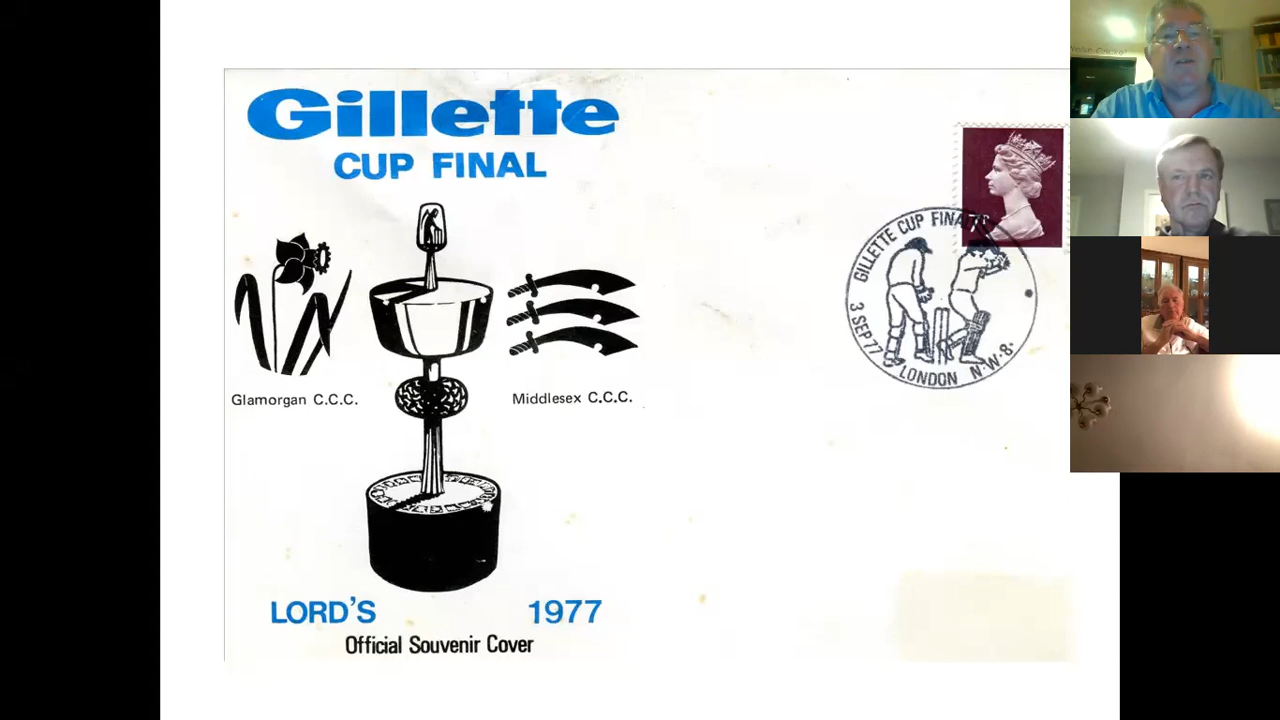 Gillette
CUP FINAL
Glamorgan C.C.C.
Middlesex C.C.C.
LORD'S 1977
Official Souvenir Cover
GILLETTE CUP FINAL
3 SEP 77
LONDON N.W.8.